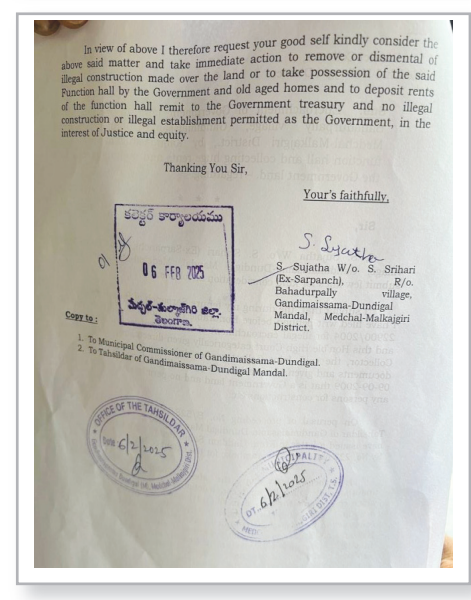 In view of above I therefore request your good self kindly consider the
above said matter and take immediate action to remove or dismental of
illegal construction made over the land or to take possession of the said
Function hall by the Government and old aged homes and to deposit rents
of the function hall remit to the Government treasury and no illegal
construction or illegal establishment permitted as the Government, in the
interest of Justice and equity.
Thanking You Sir,
Your's faithfully,
కలెక్టర్ కార్యాలయము
06 FEB 2025
మేడ్చల్-మల్కాజ్‌గిరి జిల్లా.
తెలంగాణ.
S. Sujatha
S. Sujatha W/o. S. Srihari
(Ex-Sarpanch), R/o.
Bahadurpally village,
Gandimaissama-Dundigal
Mandal, Medchal-Malkajgiri
District.
Copy to :
1. To Municipal Commissioner of Gandimaissama-Dundigal.
2. To Tahsildar of Gandimaissama-Dundigal Mandal.
OFFICE OF THE TAHSILDAR
Date 6/2/2025
DT. 6/2/2025